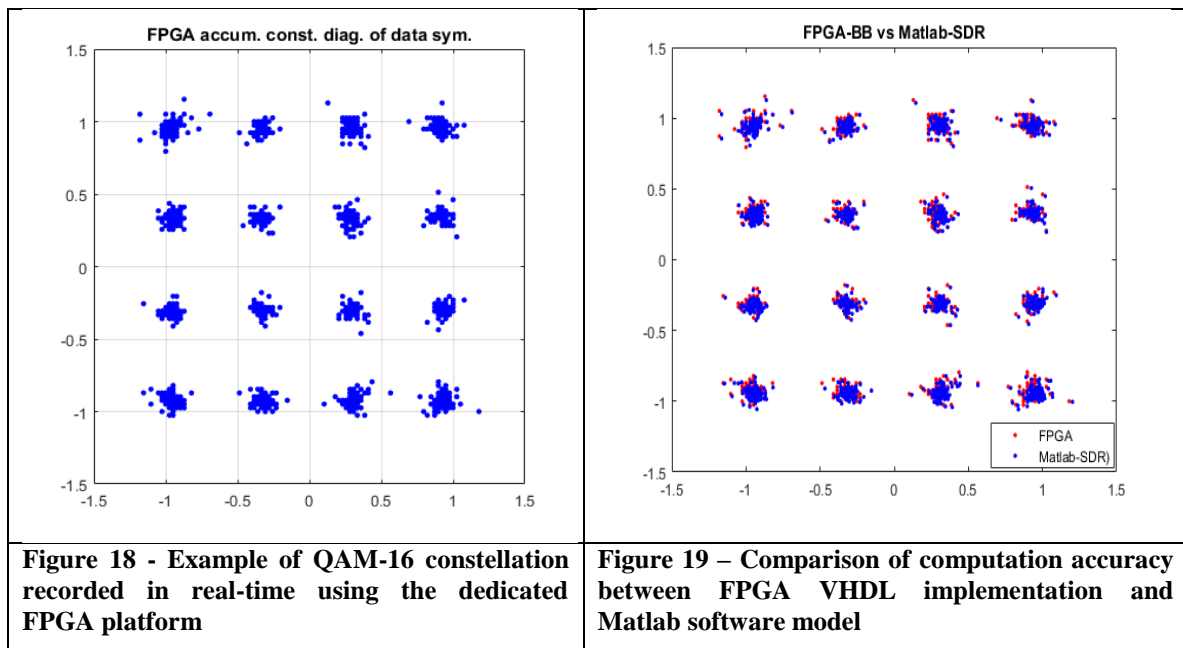 FPGA accum. const. diag. of data sym.
1.5
1
0.5
0
-0.5
-1
-1.5
-1.5
-1
-0.5
0
0.5
1
1.5
FPGA-BB vs Matlab-SDR
1.5
1
0.5
0
-0.5
-1
-1.5
FPGA
Matlab-SDR)
-1.5
-1
-0.5
0
0.5
1
1.5
Figure 18 - Example of QAM-16 constellation
recorded in real-time using the dedicated
FPGA platform
Figure 19 – Comparison of computation accuracy
between FPGA VHDL implementation and
Matlab software model